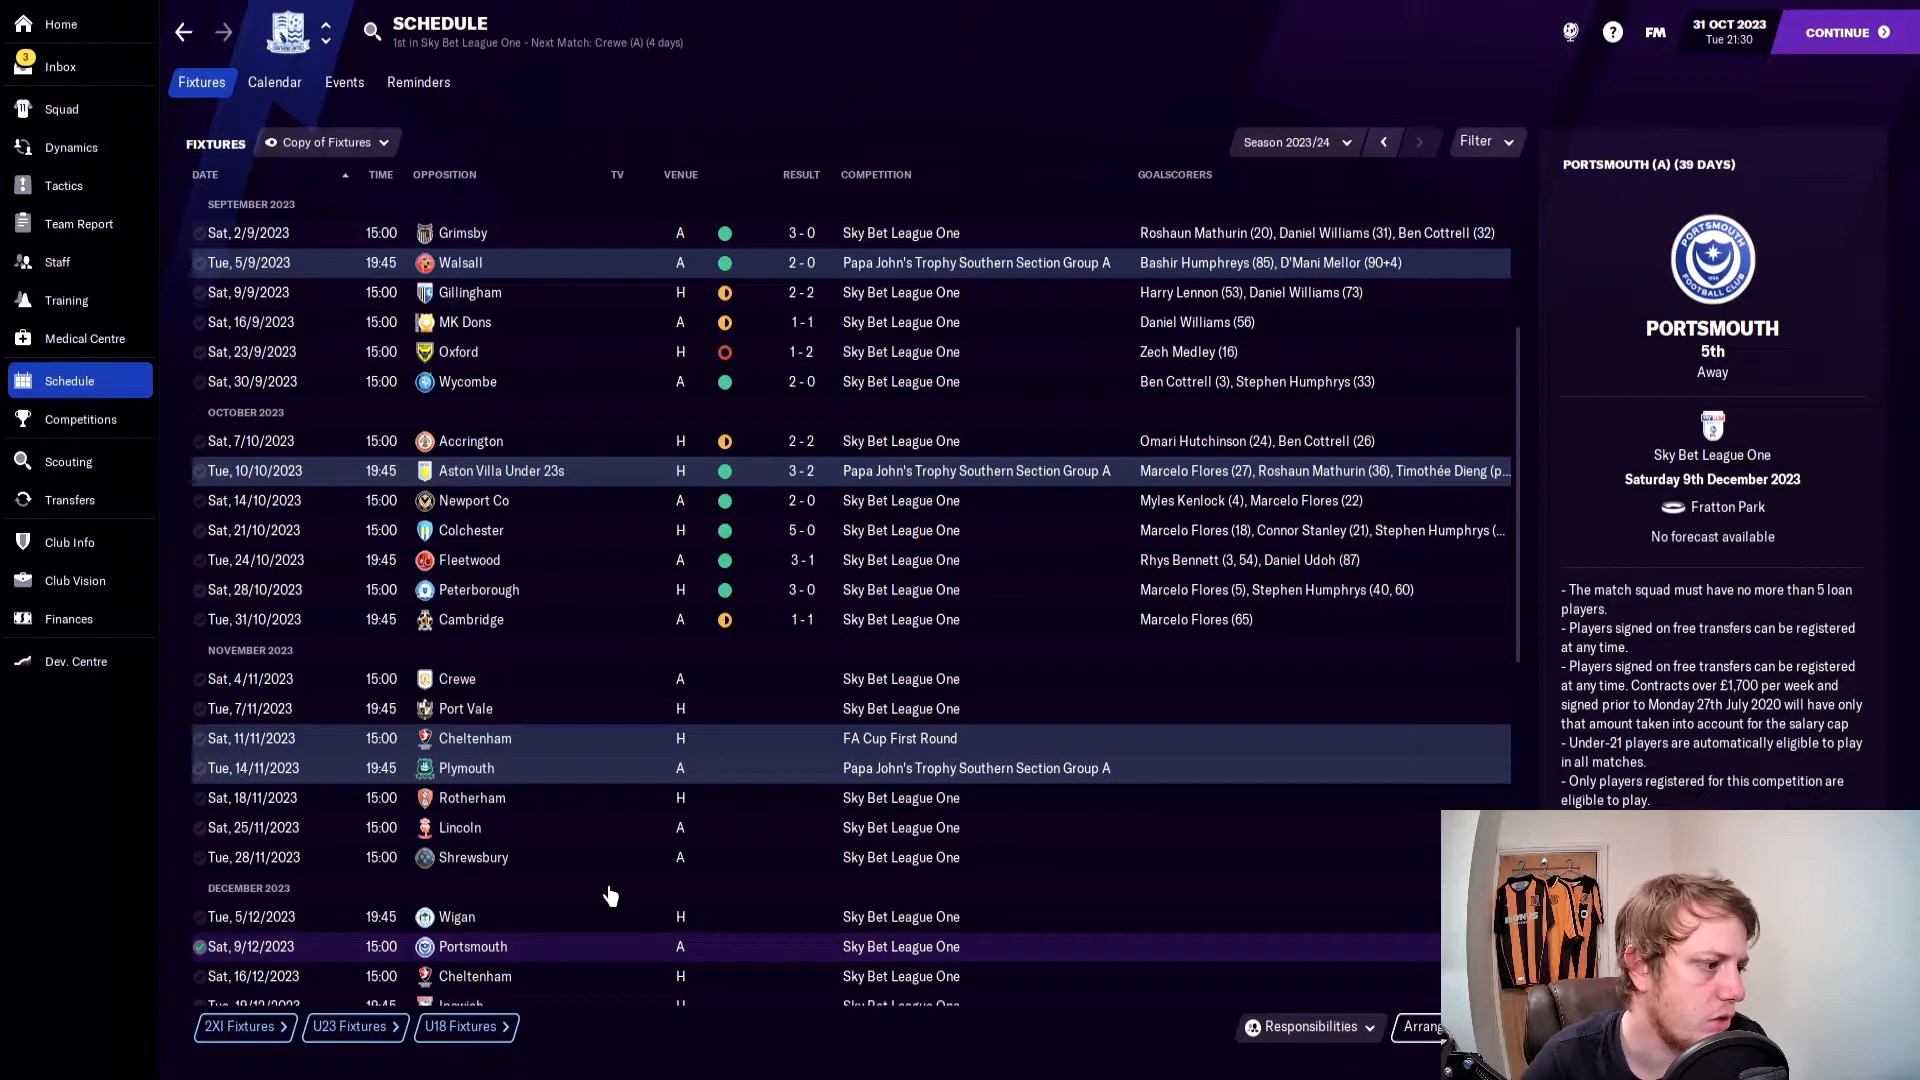 Home
3
Inbox
Squad
Dynamics
Tactics
Team Report
Staff
Training
Medical Centre
Schedule
Competitions
Scouting
Transfers
Club Info
Club Vision
Finances
Dev. Centre
SCHEDULE
1st in Sky Bet League One - Next Match: Crewe (A) (4 days)
FM
31 OCT 2023
Tue 21:30
CONTINUE
Fixtures Calendar Events Reminders
FIXTURES Copy of Fixtures Season 2023/24 Filter
DATE TIME OPPOSITION TV VENUE RESULT COMPETITION GOALSCORERS
SEPTEMBER 2023
Sat, 2/9/2023 15:00 Grimsby A 3 - 0 Sky Bet League One Roshaun Mathurin (20), Daniel Williams (31), Ben Cottrell (32)
Tue, 5/9/2023 19:45 Walsall A 2 - 0 Papa John's Trophy Southern Section Group A Bashir Humphreys (85), D'Mani Mellor (90+4)
Sat, 9/9/2023 15:00 Gillingham H 2 - 2 Sky Bet League One Harry Lennon (53), Daniel Williams (73)
Sat, 16/9/2023 15:00 MK Dons A 1 - 1 Sky Bet League One Daniel Williams (56)
Sat, 23/9/2023 15:00 Oxford H 1 - 2 Sky Bet League One Zech Medley (16)
Sat, 30/9/2023 15:00 Wycombe A 2 - 0 Sky Bet League One Ben Cottrell (3), Stephen Humphrys (33)
OCTOBER 2023
Sat, 7/10/2023 15:00 Accrington H 2 - 2 Sky Bet League One Omari Hutchinson (24), Ben Cottrell (26)
Tue, 10/10/2023 19:45 Aston Villa Under 23s H 3 - 2 Papa John's Trophy Southern Section Group A Marcelo Flores (27), Roshaun Mathurin (36), Timothée Dieng (p...
Sat, 14/10/2023 15:00 Newport Co A 2 - 0 Sky Bet League One Myles Kenlock (4), Marcelo Flores (22)
Sat, 21/10/2023 15:00 Colchester H 5 - 0 Sky Bet League One Marcelo Flores (18), Connor Stanley (21), Stephen Humphrys (...
Tue, 24/10/2023 19:45 Fleetwood A 3 - 1 Sky Bet League One Rhys Bennett (3, 54), Daniel Udoh (87)
Sat, 28/10/2023 15:00 Peterborough H 3 - 0 Sky Bet League One Marcelo Flores (5), Stephen Humphrys (40, 60)
Tue, 31/10/2023 19:45 Cambridge A 1 - 1 Sky Bet League One Marcelo Flores (65)
NOVEMBER 2023
Sat, 4/11/2023 15:00 Crewe A Sky Bet League One
Tue, 7/11/2023 19:45 Port Vale H Sky Bet League One
Sat, 11/11/2023 15:00 Cheltenham H FA Cup First Round
Tue, 14/11/2023 19:45 Plymouth A Papa John's Trophy Southern Section Group A
Sat, 18/11/2023 15:00 Rotherham H Sky Bet League One
Sat, 25/11/2023 15:00 Lincoln A Sky Bet League One
Tue, 28/11/2023 15:00 Shrewsbury A Sky Bet League One
DECEMBER 2023
Tue, 5/12/2023 19:45 Wigan H Sky Bet League One
Sat, 9/12/2023 15:00 Portsmouth A Sky Bet League One
Sat, 16/12/2023 15:00 Cheltenham H Sky Bet League One
Tue, 19/12/2023 19:45 Ipswich H Sky Bet League One
2XI Fixtures U23 Fixtures U18 Fixtures Responsibilities Arrang
PORTSMOUTH (A) (39 DAYS)
PORTSMOUTH
FOOTBALL CLUB
PORTSMOUTH
5th
Away
Sky Bet League One
Saturday 9th December 2023
Fratton Park
No forecast available
- The match squad must have no more than 5 loan
players.
- Players signed on free transfers can be registered
at any time.
- Players signed on free transfers can be registered
at any time. Contracts over £1,700 per week and
signed prior to Monday 27th July 2020 will have only
that amount taken into account for the salary cap
- Under-21 players are automatically eligible to play
in all matches.
- Only players registered for this competition are
eligible to play.